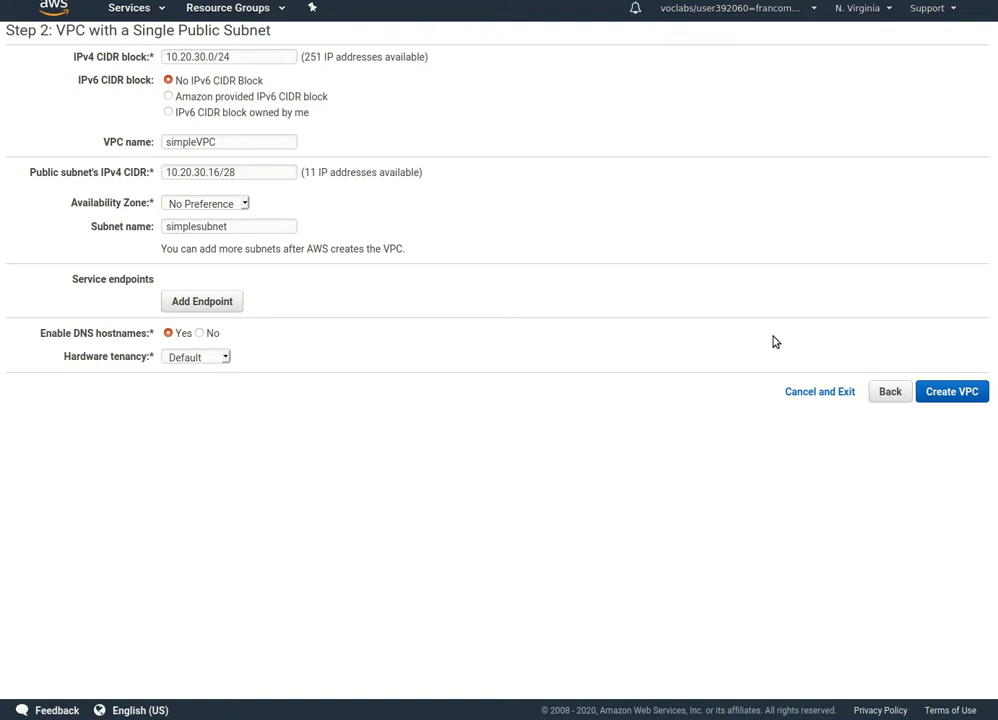 aws Services Resource Groups voclabs/user392060=francom... N. Virginia Support
Step 2: VPC with a Single Public Subnet
IPv4 CIDR block:* 10.20.30.0/24 (251 IP addresses available)
IPv6 CIDR block: No IPv6 CIDR Block
Amazon provided IPv6 CIDR block
IPv6 CIDR block owned by me
VPC name: simpleVPC
Public subnet's IPv4 CIDR:* 10.20.30.16/28 (11 IP addresses available)
Availability Zone:* No Preference
Subnet name: simplesubnet
You can add more subnets after AWS creates the VPC.
Service endpoints
Add Endpoint
Enable DNS hostnames:* Yes No
Hardware tenancy:* Default
Cancel and Exit Back Create VPC
Feedback English (US) © 2008 - 2020, Amazon Web Services, Inc. or its affiliates. All rights reserved. Privacy Policy Terms of Use